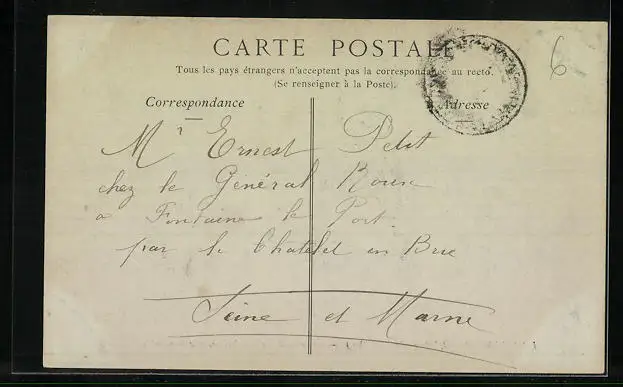 CARTE POSTALE
Tous les pays étrangers n'acceptent pas la correspondance au recto.
(Se renseigner à la Poste).
Correspondance Adresse
6
Mr Ernest Petit
chez le Général Roux
a Fontaine le Port
par le Chatelet en Brie
Seine et Marne